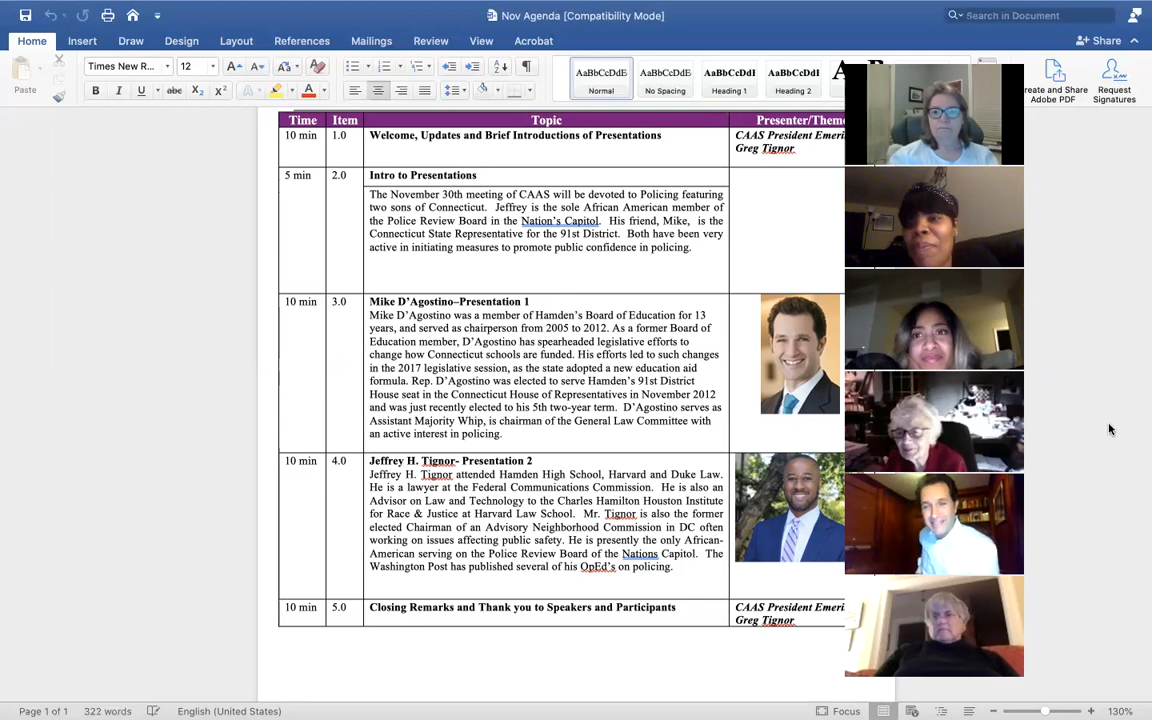 Nov Agenda [Compatibility Mode]
Search in Document
Home Insert Draw Design Layout References Mailings Review View Acrobat
Share
Paste
Times New R...
12
AaBbCcDdE
Normal
AaBbCcDdE
No Spacing
AaBbCcDdI
Heading 1
AaBbCcDdI
Heading 2
Create and Share
Adobe PDF
Request
Signatures
Time Item Topic Presenter/Theme
10 min 1.0 Welcome, Updates and Brief Introductions of Presentations CAAS President Emeri
Greg Tignor
5 min 2.0 Intro to Presentations
The November 30th meeting of CAAS will be devoted to Policing featuring
two sons of Connecticut. Jeffrey is the sole African American member of
the Police Review Board in the Nation's Capitol. His friend, Mike, is the
Connecticut State Representative for the 91st District. Both have been very
active in initiating measures to promote public confidence in policing.
10 min 3.0 Mike D'Agostino–Presentation 1
Mike D'Agostino was a member of Hamden's Board of Education for 13
years, and served as chairperson from 2005 to 2012. As a former Board of
Education member, D'Agostino has spearheaded legislative efforts to
change how Connecticut schools are funded. His efforts led to such changes
in the 2017 legislative session, as the state adopted a new education aid
formula. Rep. D'Agostino was elected to serve Hamden's 91st District
House seat in the Connecticut House of Representatives in November 2012
and was just recently elected to his 5th two-year term. D'Agostino serves as
Assistant Majority Whip, is chairman of the General Law Committee with
an active interest in policing.
10 min 4.0 Jeffrey H. Tignor- Presentation 2
Jeffrey H. Tignor attended Hamden High School, Harvard and Duke Law.
He is a lawyer at the Federal Communications Commission. He is also an
Advisor on Law and Technology to the Charles Hamilton Houston Institute
for Race & Justice at Harvard Law School. Mr. Tignor is also the former
elected Chairman of an Advisory Neighborhood Commission in DC often
working on issues affecting public safety. He is presently the only African-
American serving on the Police Review Board of the Nations Capitol. The
Washington Post has published several of his OpEd's on policing.
10 min 5.0 Closing Remarks and Thank you to Speakers and Participants CAAS President Emeri
Greg Tignor
Page 1 of 1 322 words English (United States) Focus 130%